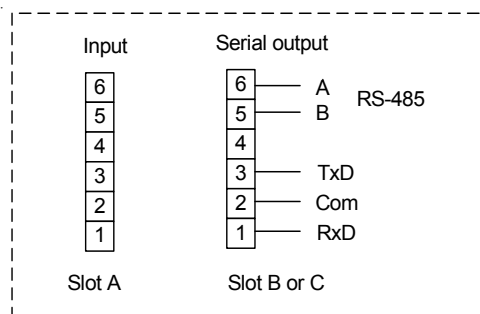 Input
Serial output
6
5
4
3
2
1
6 A
5 B
RS-485
4
3 TxD
2 Com
1 RxD
Slot A
Slot B or C